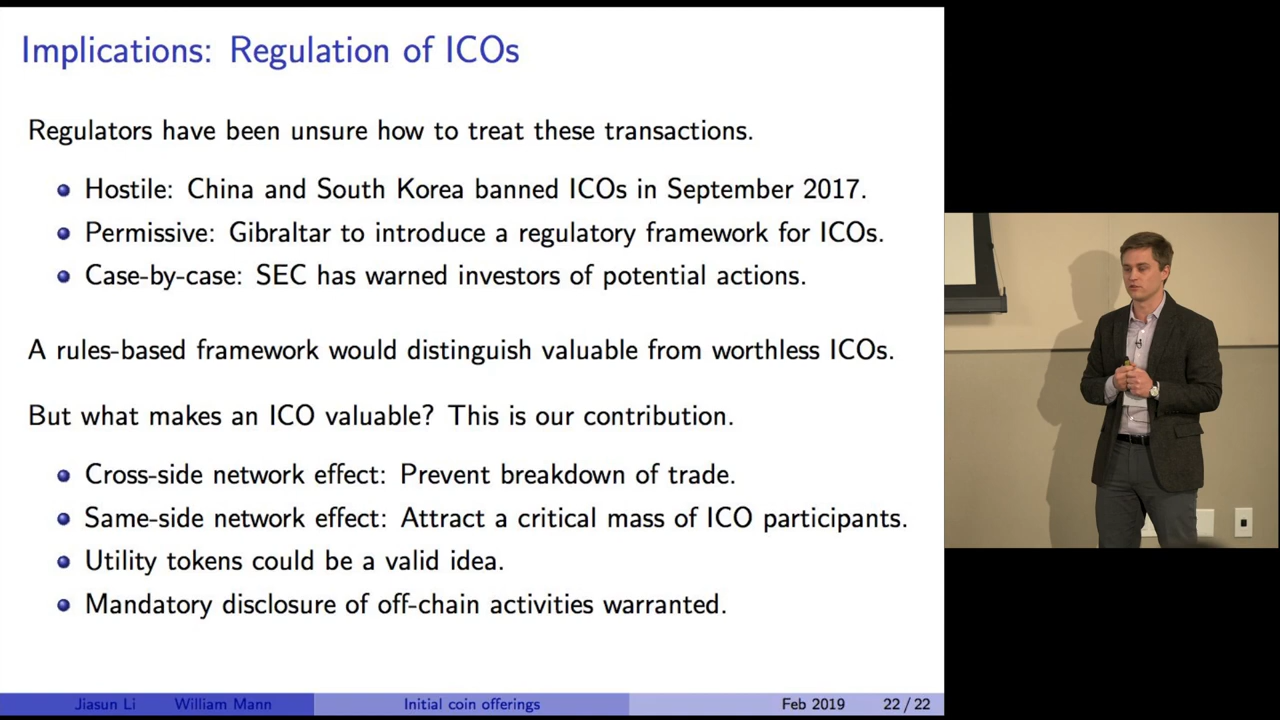 Implications: Regulation of ICOs
Regulators have been unsure how to treat these transactions.
Hostile: China and South Korea banned ICOs in September 2017.
Permissive: Gibraltar to introduce a regulatory framework for ICOs.
Case-by-case: SEC has warned investors of potential actions.
A rules-based framework would distinguish valuable from worthless ICOs.
But what makes an ICO valuable? This is our contribution.
Cross-side network effect: Prevent breakdown of trade.
Same-side network effect: Attract a critical mass of ICO participants.
Utility tokens could be a valid idea.
Mandatory disclosure of off-chain activities warranted.
Jiasun Li William Mann Initial coin offerings Feb 2019 22 / 22